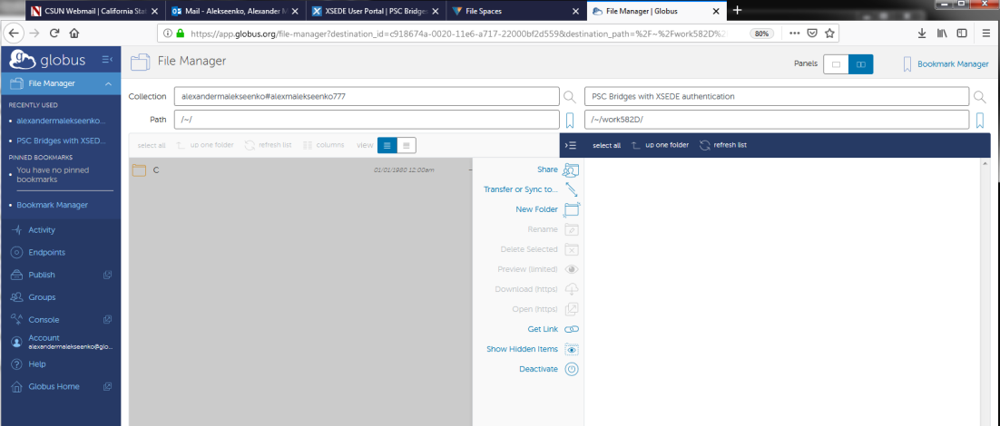 CSUN Webmail | California Stat
Mail - Alekseenko, Alexander M
XSEDE User Portal | PSC Bridges
File Spaces
File Manager | Globus
https://app.globus.org/file-manager?destination_id=c918674a-0020-11e6-a717-22000bf2d559&destination_path=%2F~%2Fwork582D%2
80%
globus
File Manager
Panels
Bookmark Manager
File Manager
Collection
alexandermalekseenko#alexmalekseenko777
PSC Bridges with XSEDE authentication
RECENTLY USED
alexandermalekseenko...
Path
/~/
/~/work582D/
PSC Bridges with XSED...
select all
up one folder
refresh list
columns
view
select all
up one folder
refresh list
PINNED BOOKMARKS
You have no pinned
bookmarks
C
01/01/1980 12:00am
Share
Transfer or Sync to...
Bookmark Manager
New Folder
Activity
Rename
Endpoints
Delete Selected
Publish
Preview (limited)
Groups
Download (https)
Console
Open (https)
Account
alexandermalekseenko@glo...
Get Link
Show Hidden Items
Help
Deactivate
Globus Home